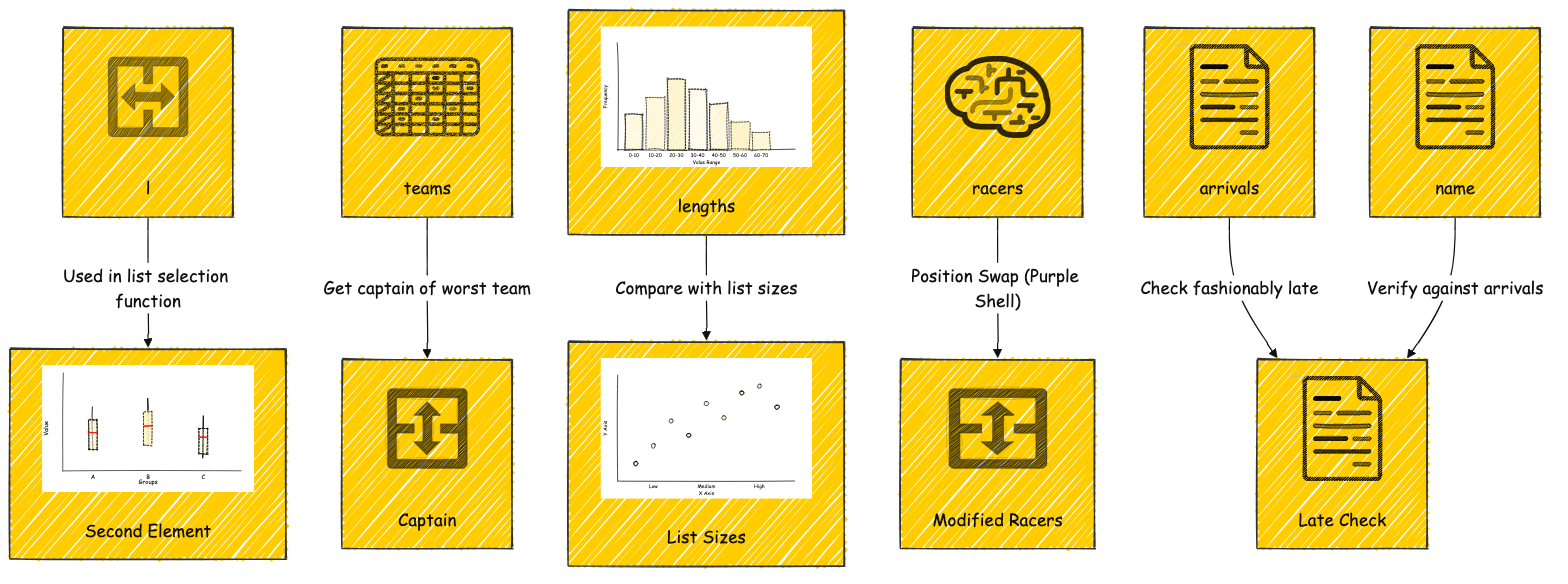 l
teams
Frequency
0-10 10-20 20-30 30-40 40-50 50-60 60-70
Value Range
lengths
racers
arrivals
name
Used in list selection
function
Get captain of worst team
Compare with list sizes
Position Swap (Purple
Shell)
Check fashionably late
Verify against arrivals
Value
A B C
Groups
Second Element
Captain
Y Axis
Low Medium High
X Axis
List Sizes
Modified Racers
Late Check